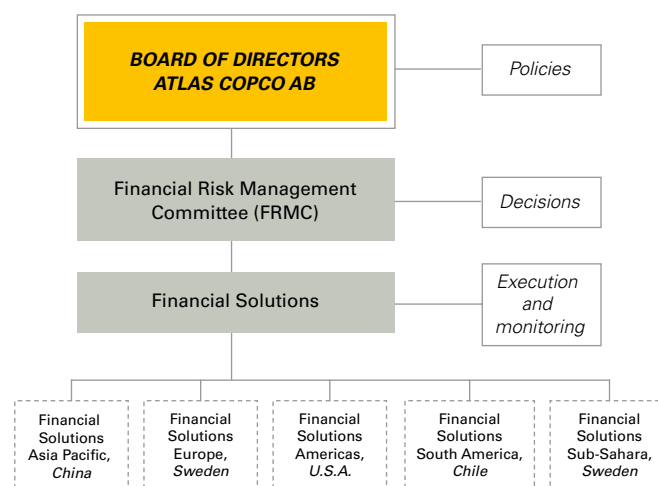 BOARD OF DIRECTORS
ATLAS COPCO AB
Policies
Financial Risk Management
Committee (FRMC)
Decisions
Financial Solutions
Execution
and
monitoring
Financial
Solutions
Asia Pacific,
China
Financial
Solutions
Europe,
Sweden
Financial
Solutions
Americas,
U.S.A.
Financial
Solutions
South America,
Chile
Financial
Solutions
Sub-Sahara,
Sweden